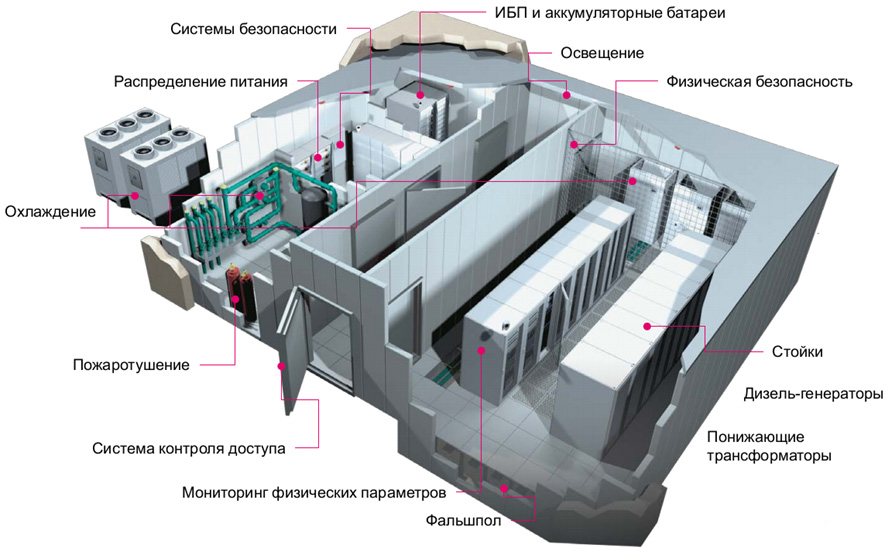 ИБП и аккумуляторные батареи
Системы безопасности
Освещение
Распределение питания
Физическая безопасность
Охлаждение
Пожаротушение
Стойки
Дизель-генераторы
Система контроля доступа
Понижающие
трансформаторы
Мониторинг физических параметров
Фальшпол